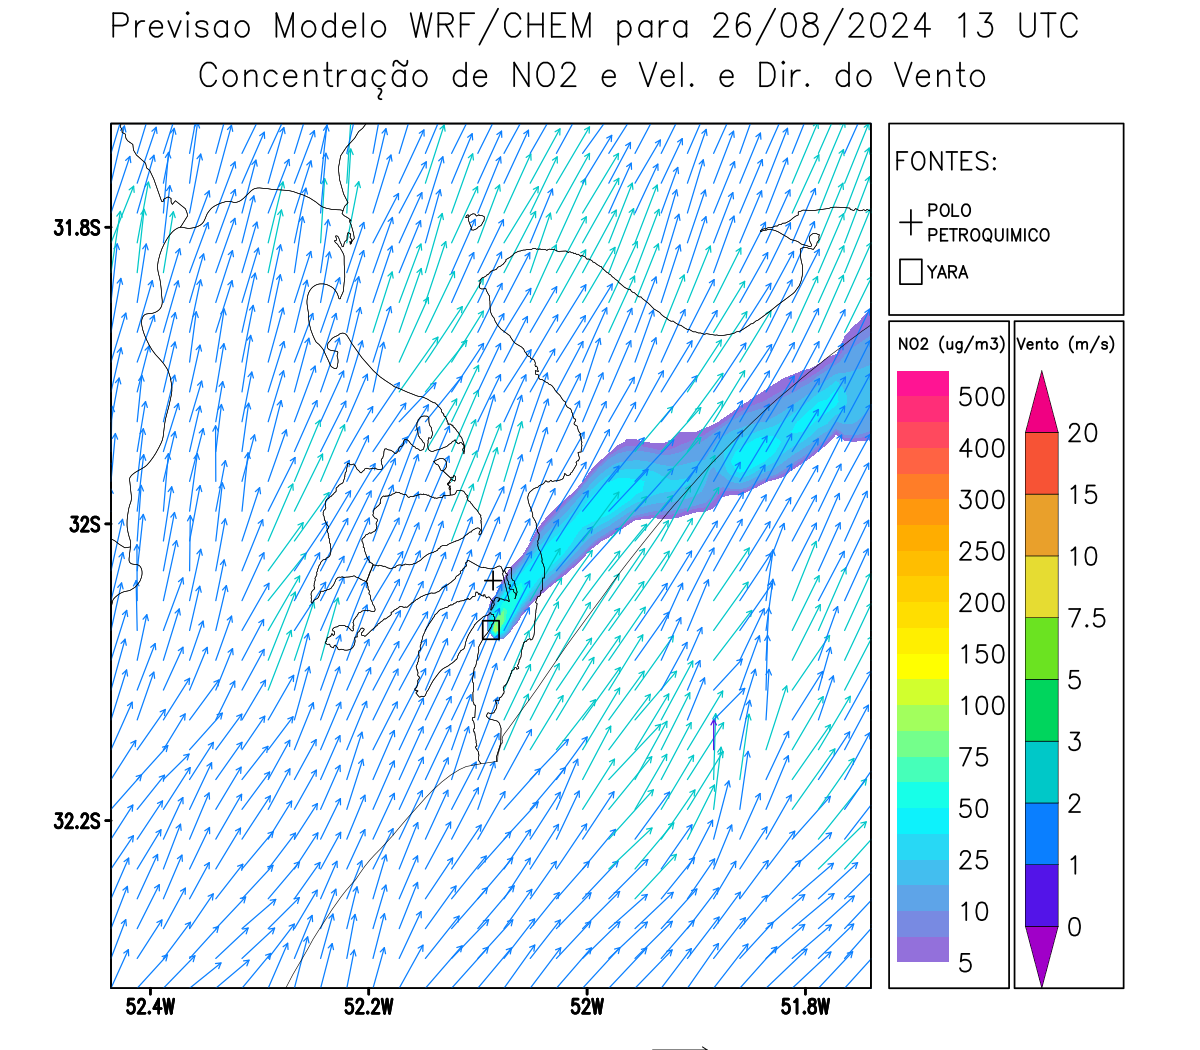 Previsao Modelo WRF/CHEM para 26/08/2024 13 UTC
Concentração de NO2 e Vel. e Dir. do Vento
FONTES:
POLO
PETROQUIMICO
YARA
NO2 (ug/m3)
500
400
300
250
200
150
100
75
50
25
10
5
Vento (m/s)
20
15
10
7.5
5
3
2
1
0
31.8S
32S
32.2S
52.4W 52.2W 52W 51.8W